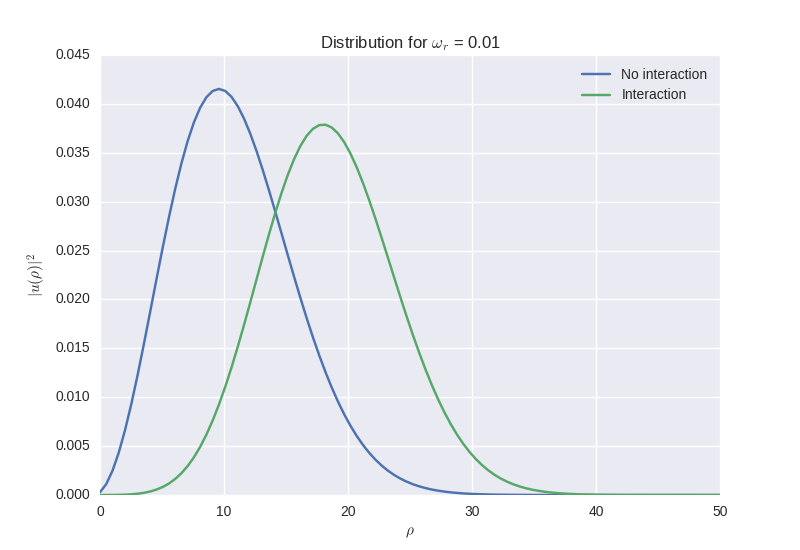 Distribution for ωᵣ = 0.01
No interaction
Interaction
0.045
0.040
0.035
0.030
0.025
0.020
0.015
0.010
0.005
0.000
|u(ρ)|²
0 10 20 30 40 50
ρ